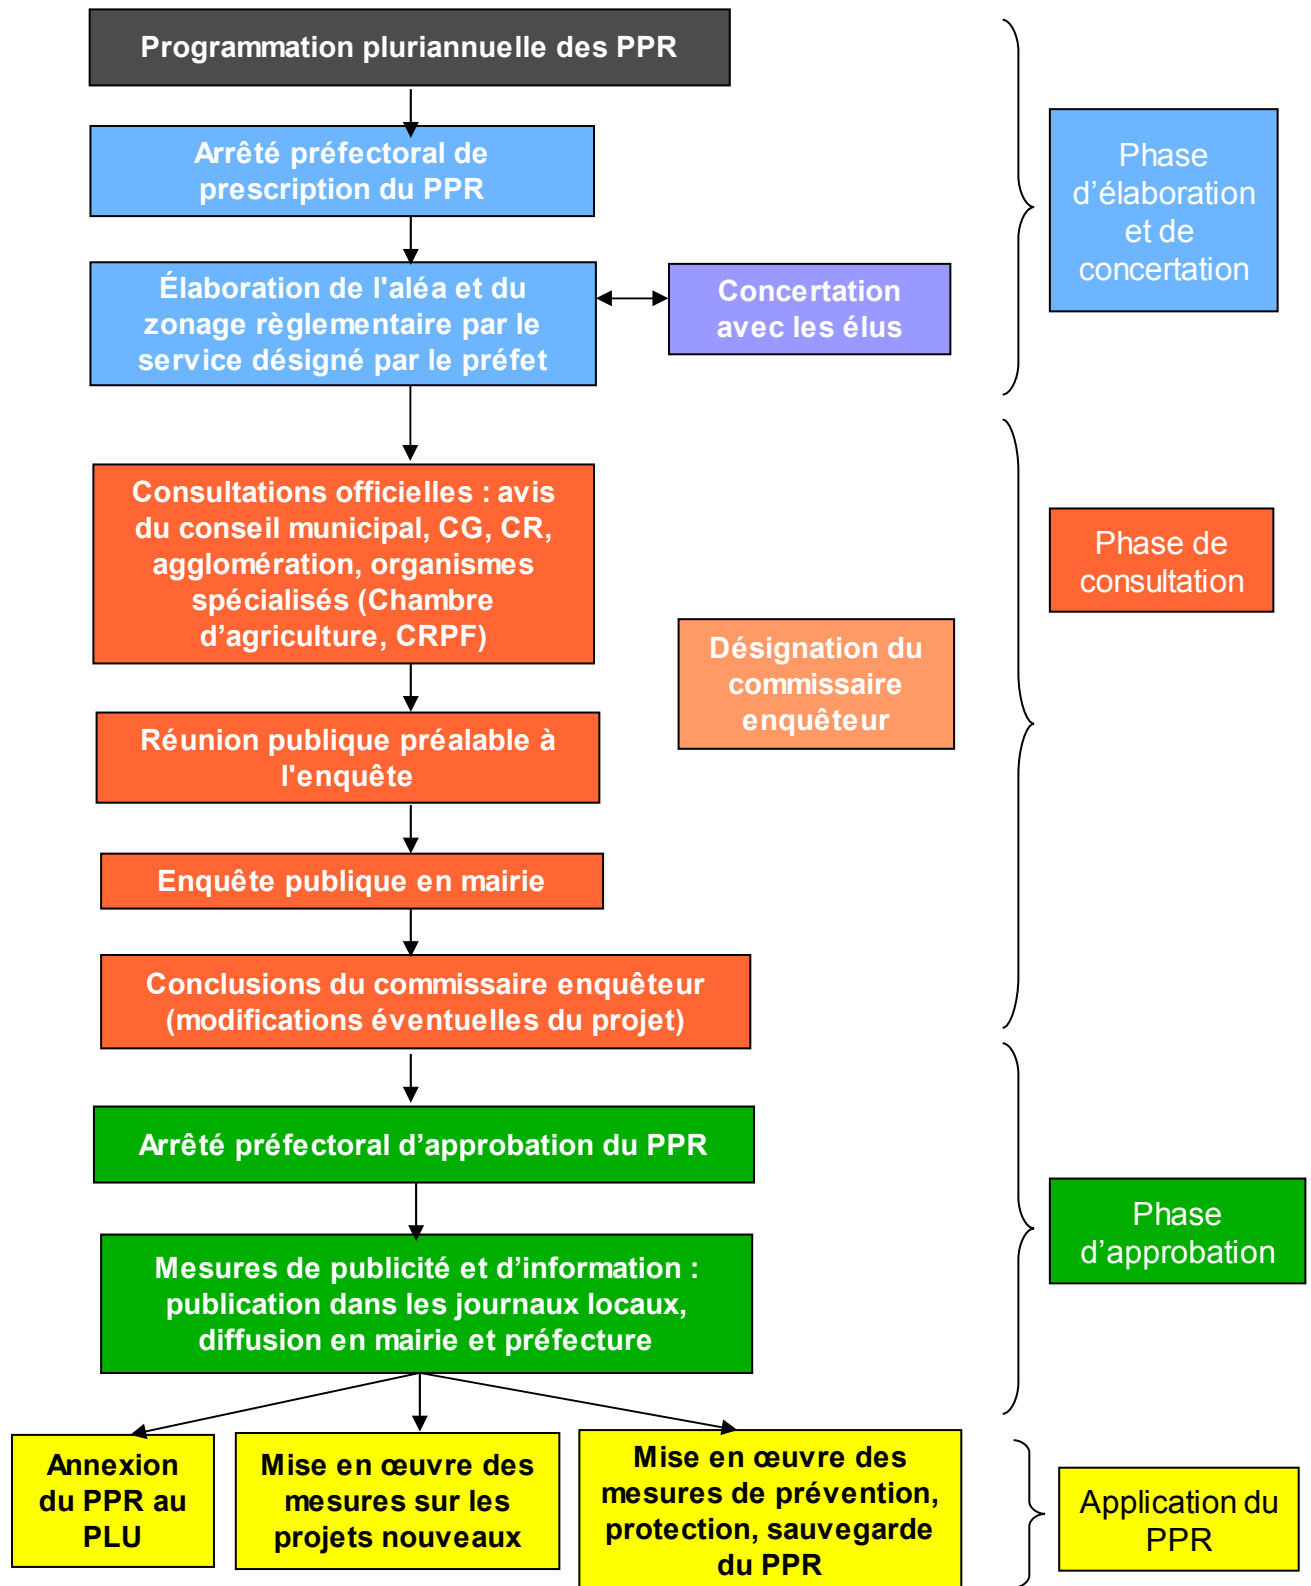 Programmation pluriannuelle des PPR
Arrêté préfectoral de
prescription du PPR
Élaboration de l'aléa et du
zonage règlementaire par le
service désigné par le préfet
Concertation
avec les élus
Phase
d’élaboration
et de
concertation
Consultations officielles : avis
du conseil municipal, CG, CR,
agglomération, organismes
spécialisés (Chambre
d’agriculture, CRPF)
Désignation du
commissaire
enquêteur
Phase de
consultation
Réunion publique préalable à
l'enquête
Enquête publique en mairie
Conclusions du commissaire enquêteur
(modifications éventuelles du projet)
Arrêté préfectoral d’approbation du PPR
Mesures de publicité et d’information :
publication dans les journaux locaux,
diffusion en mairie et préfecture
Phase
d’approbation
Annexion
du PPR au
PLU
Mise en œuvre des
mesures sur les
projets nouveaux
Mise en œuvre des
mesures de prévention,
protection, sauvegarde
du PPR
Application du
PPR